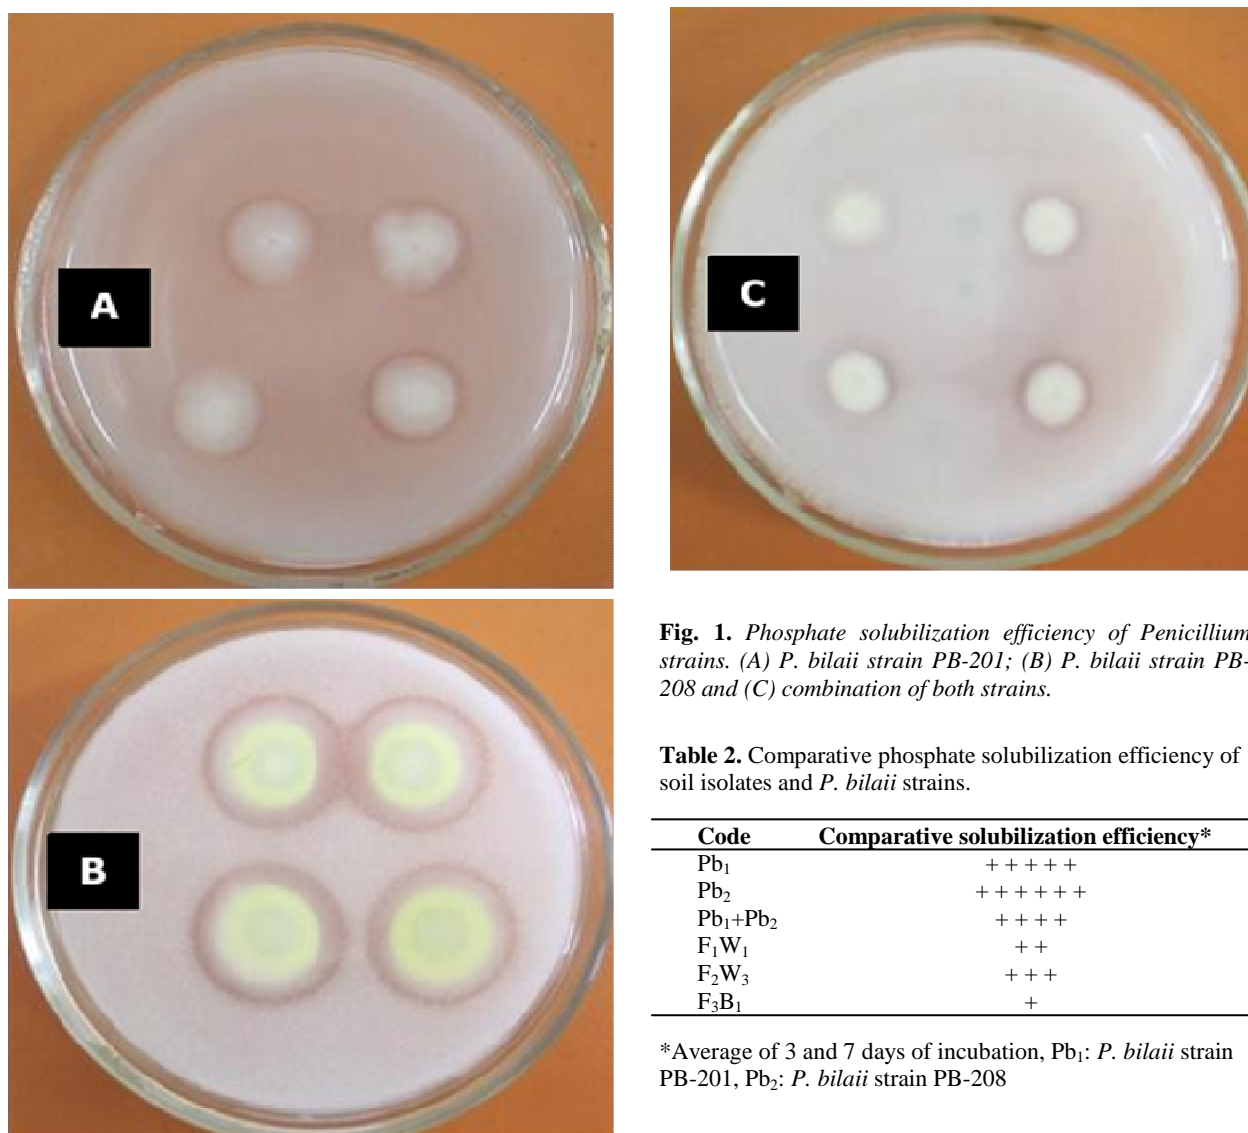 A
C
B
Fig. 1. Phosphate solubilization efficiency of Penicillium
strains. (A) P. bilaii strain PB-201; (B) P. bilaii strain PB-
208 and (C) combination of both strains.
Table 2. Comparative phosphate solubilization efficiency of
soil isolates and P. bilaii strains.
Code Comparative solubilization efficiency*
Pb₁ + + + + +
Pb₂ + + + + + +
Pb₁+Pb₂ + + + +
F₁W₁ + +
F₂W₃ + + +
F₃B₁ +
*Average of 3 and 7 days of incubation, Pb₁: P. bilaii strain
PB-201, Pb₂: P. bilaii strain PB-208